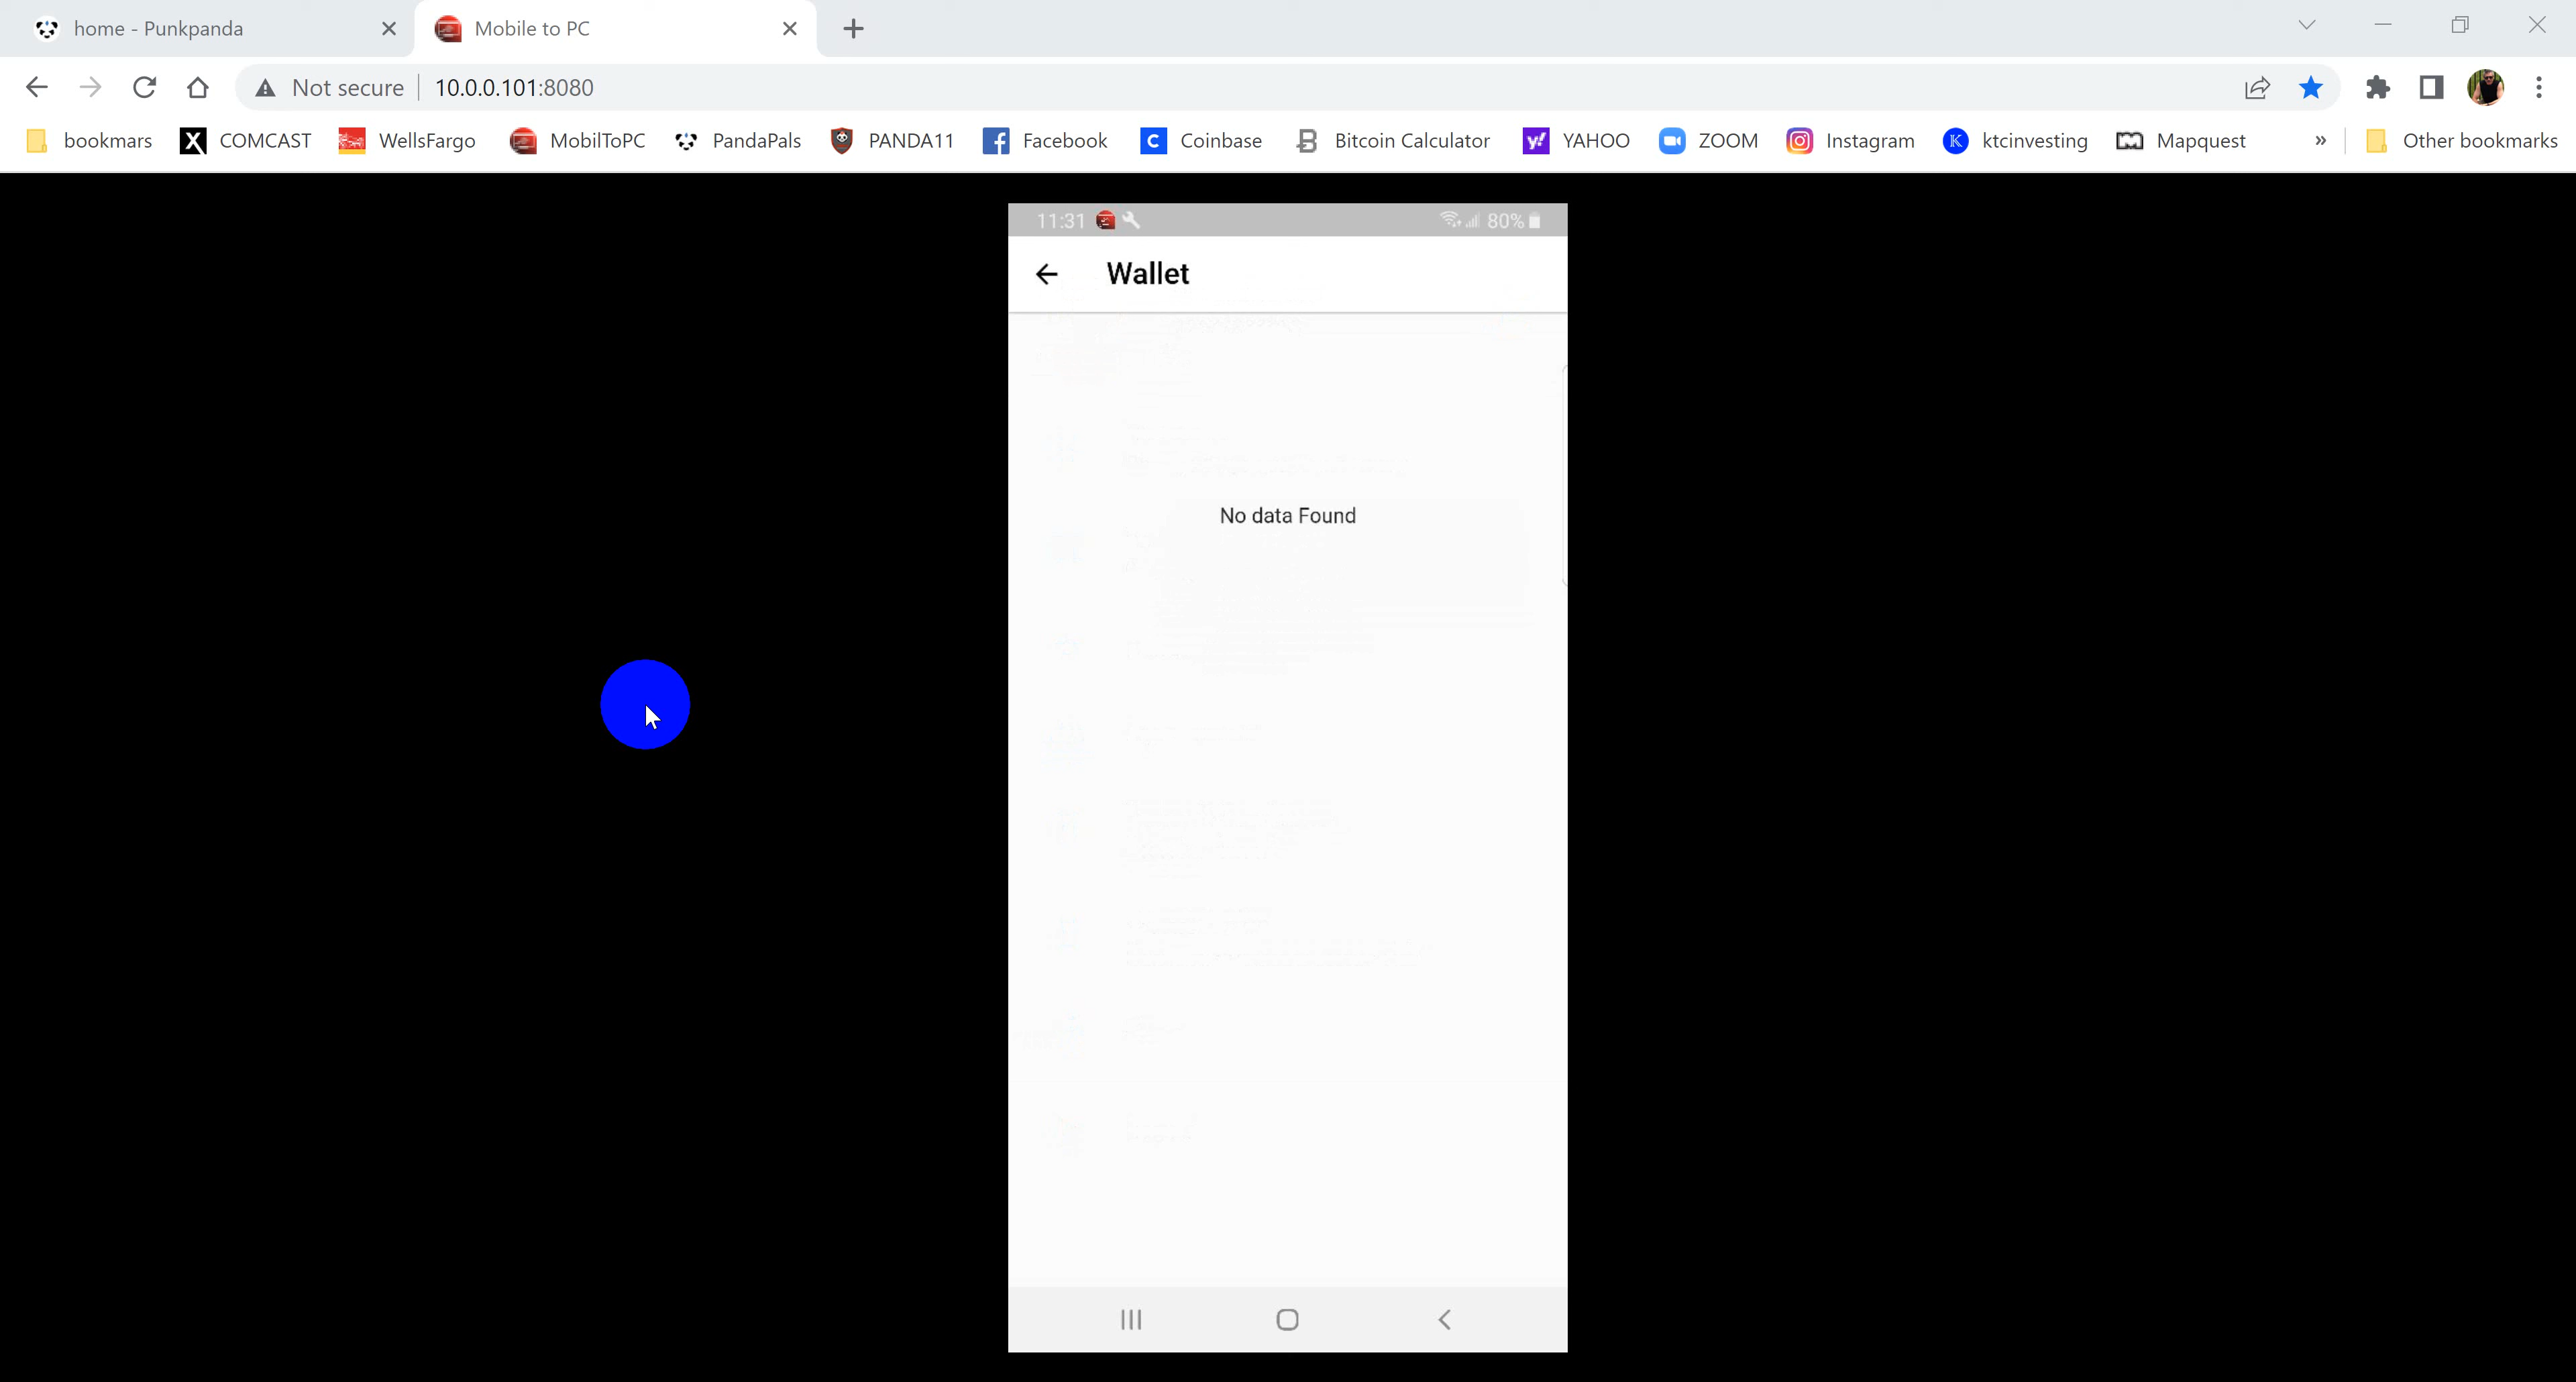 home - Punkpanda
Mobile to PC
Not secure
10.0.0.101:8080
bookmars
COMCAST
WellsFargo
MobilToPC
PandaPals
PANDA11
Facebook
Coinbase
Bitcoin Calculator
YAHOO
ZOOM
Instagram
ktcinvesting
Mapquest
»
Other bookmarks
11:31
80%
Wallet
No data Found